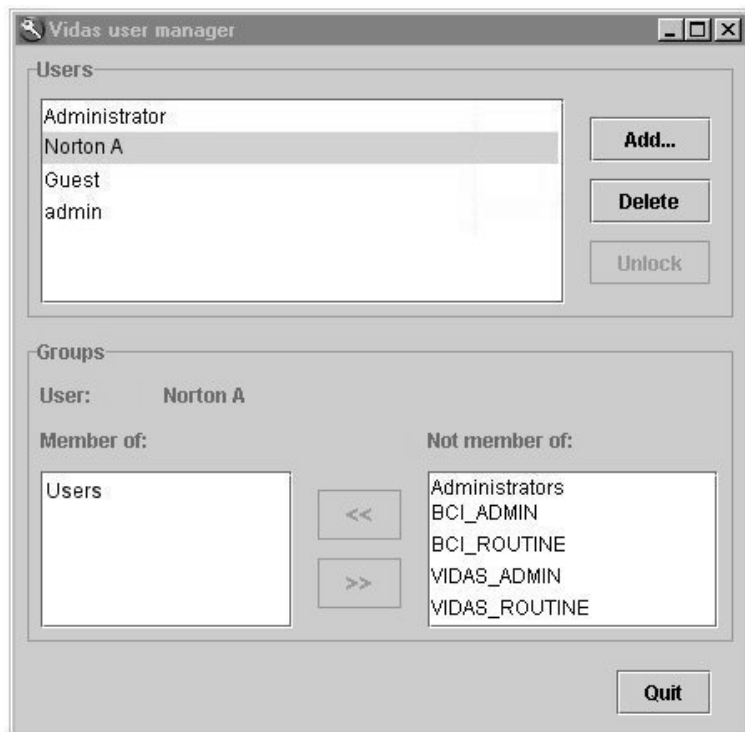 Vidas user manager
Users
Administrator
Norton A
Guest
admin
Add...
Delete
Unlock
Groups
User: Norton A
Member of:
Users
<<
>>
Not member of:
Administrators
BCI_ADMIN
BCI_ROUTINE
VIDAS_ADMIN
VIDAS_ROUTINE
Quit